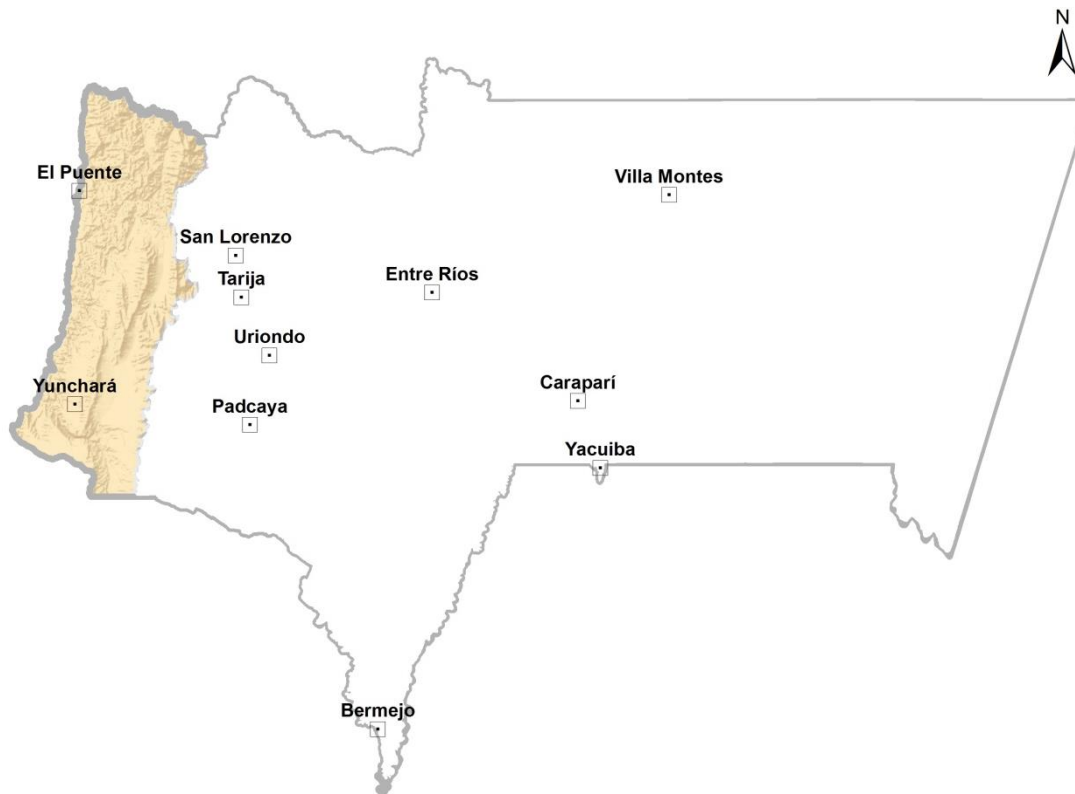 N
El Puente
Villa Montes
San Lorenzo
Tarija
Entre Ríos
Uriondo
Yunchará
Padcaya
Caraparí
Yacuiba
Bermejo